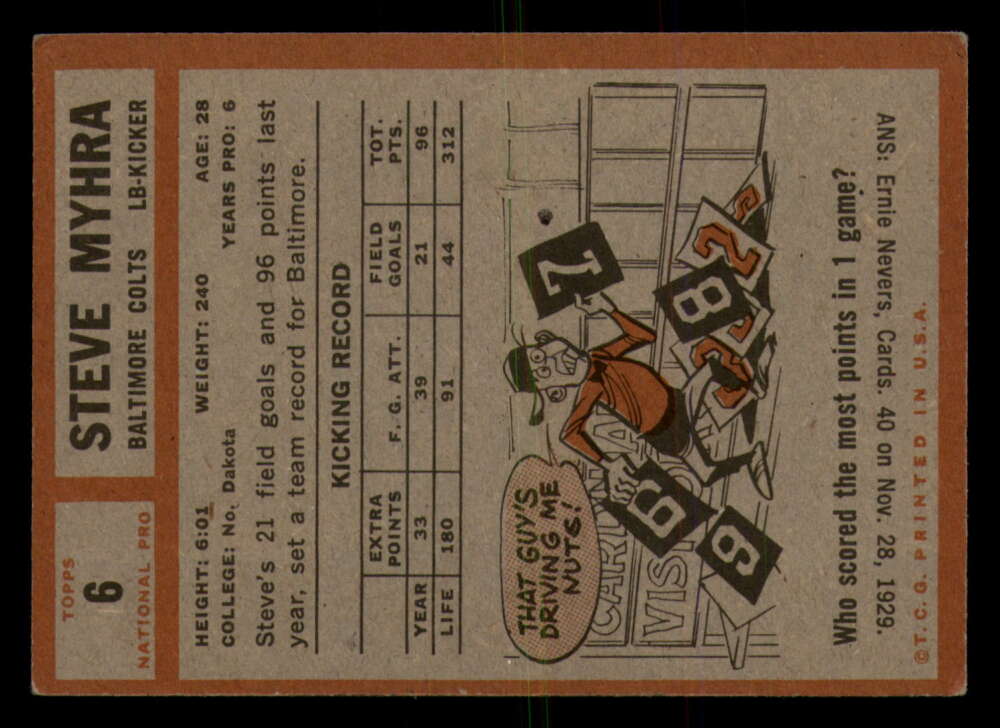 TOPPS
6
NATIONAL PRO
STEVE MYHRA
BALTIMORE COLTS LB-KICKER
HEIGHT: 6:01 WEIGHT: 240 AGE: 28
COLLEGE: No. Dakota YEARS PRO: 6
Steve's 21 field goals and 96 points last
year, set a team record for Baltimore.
KICKING RECORD
EXTRA FIELD TOT.
POINTS F. G. ATT. GOALS PTS.
YEAR 33 39 21 96
LIFE 180 91 44 312
THAT GUY'S
DRIVING ME
NUTS!
CARDINA
VIS
7
9
6
8
2
3
Who scored the most points in 1 game?
ANS: Ernie Nevers, Cards. 40 on Nov. 28, 1929.
©T.C.G. PRINTED IN U.S.A.